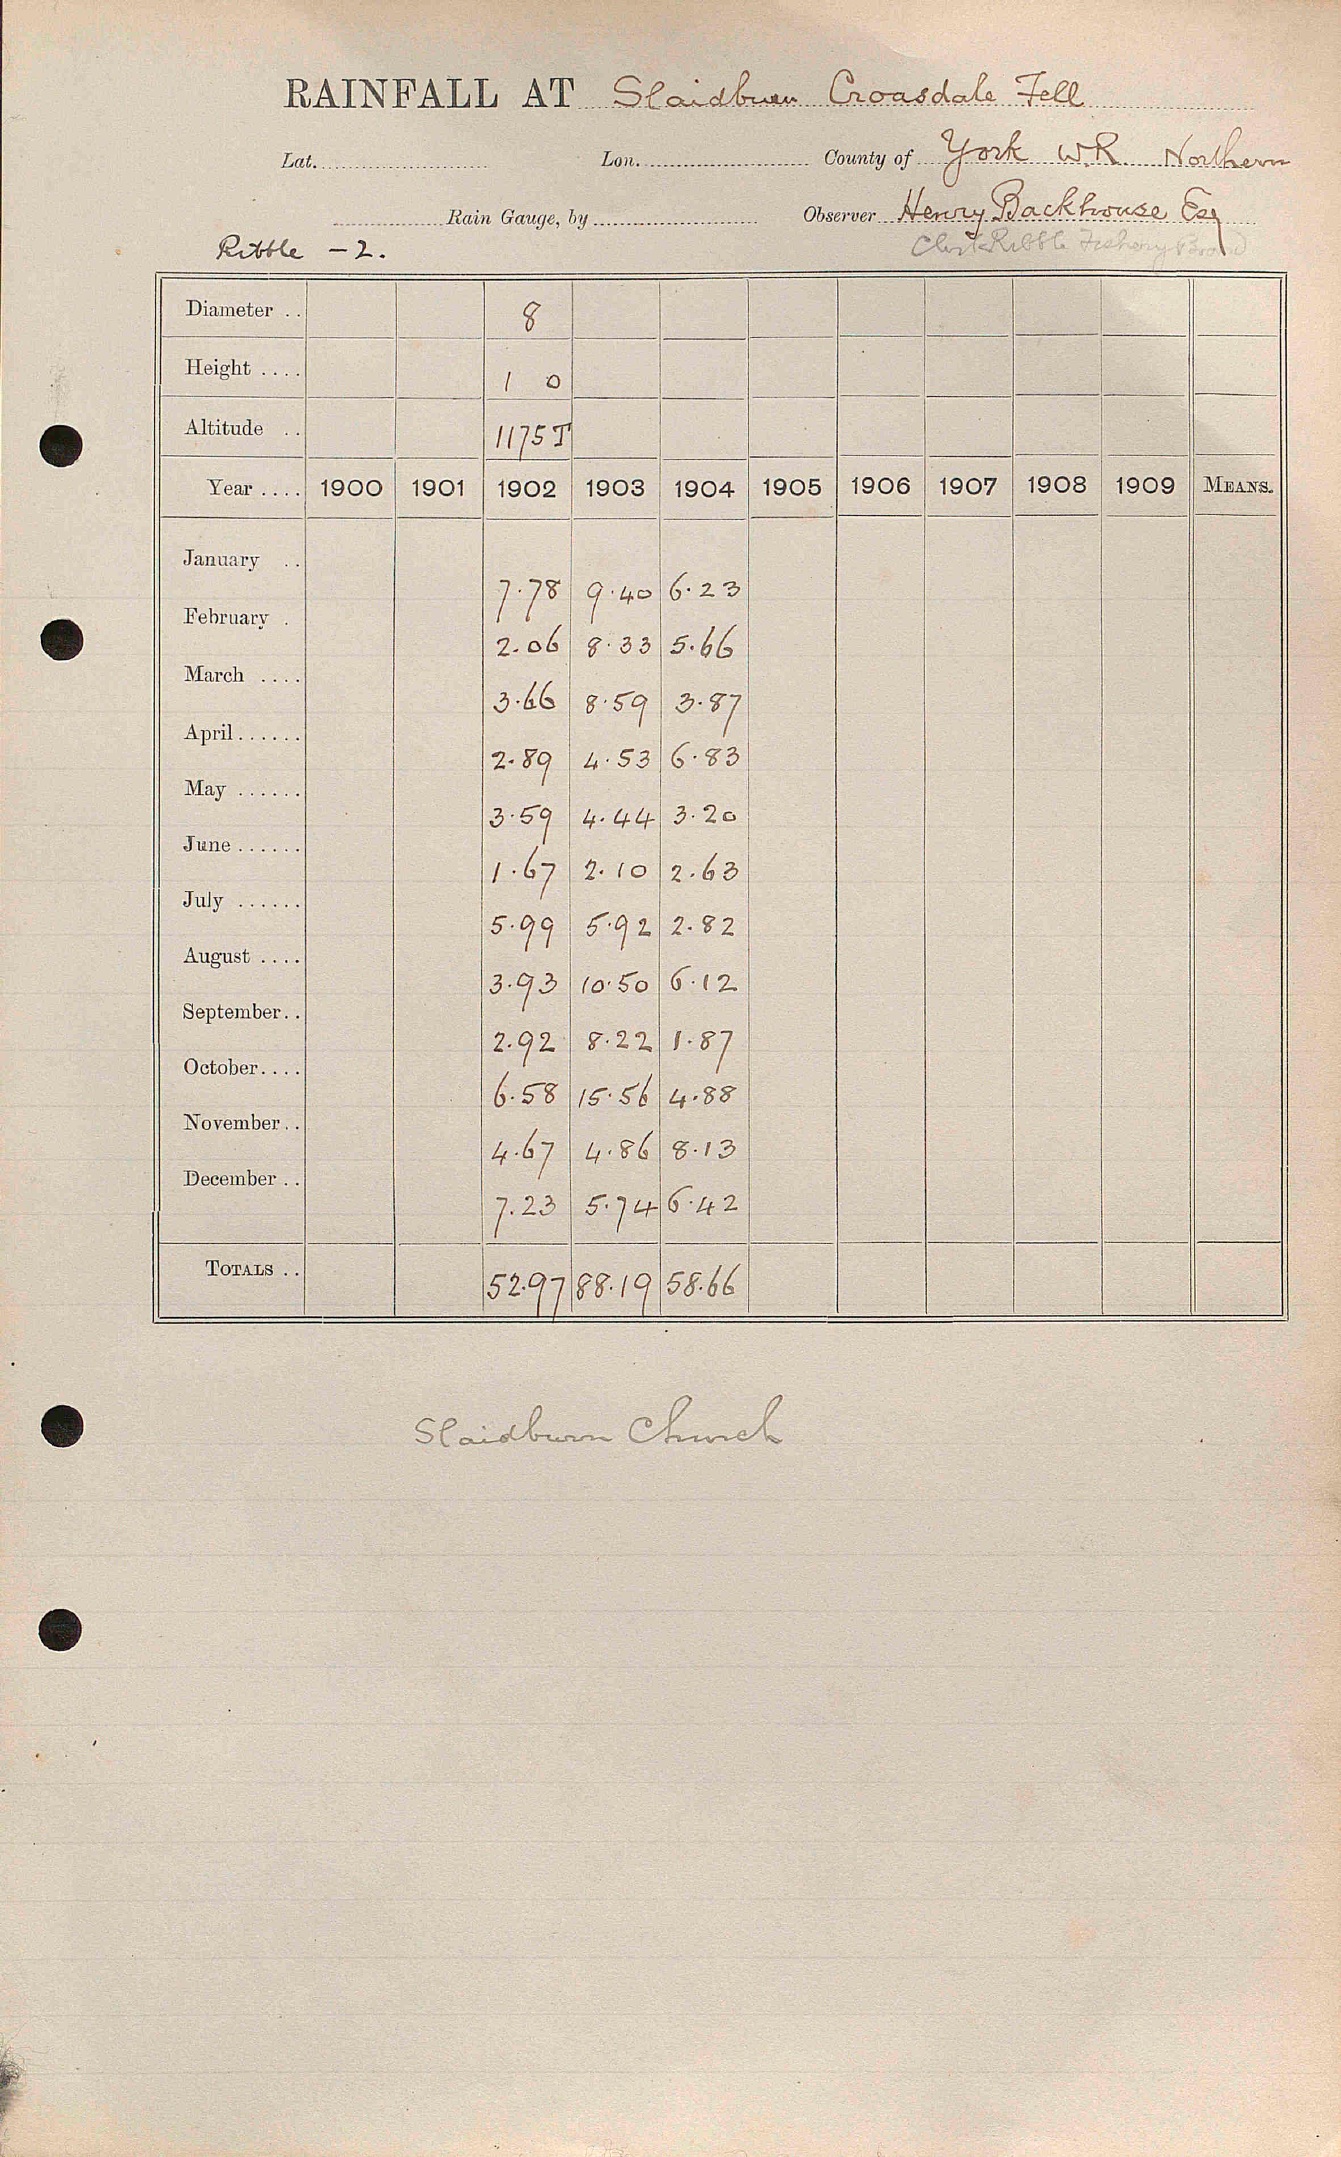 RAINFALL AT Slaidburn Croasdale Fell
Lat. Lon. County of York W.R. Northern
Rain Gauge, by Observer Henry Backhouse Esq
Ribble - 2. Clerk Ribble Fishery Board
Diameter .. 8
Height .... 1 0
Altitude .. 1175 T
Year .... 1900 1901 1902 1903 1904 1905 1906 1907 1908 1909 MEANS.
January .. 7.78 9.40 6.23
February . 2.06 8.33 5.66
March .... 3.66 8.59 3.87
April...... 2.89 4.53 6.83
May ...... 3.59 4.44 3.20
June ...... 1.67 2.10 2.63
July ...... 5.99 5.92 2.82
August .... 3.93 10.50 6.12
September.. 2.92 8.22 1.87
October.... 6.58 15.56 4.88
November.. 4.67 4.86 8.13
December .. 7.23 5.74 6.42
TOTALS .. 52.97 88.19 58.66
Slaidburn Church